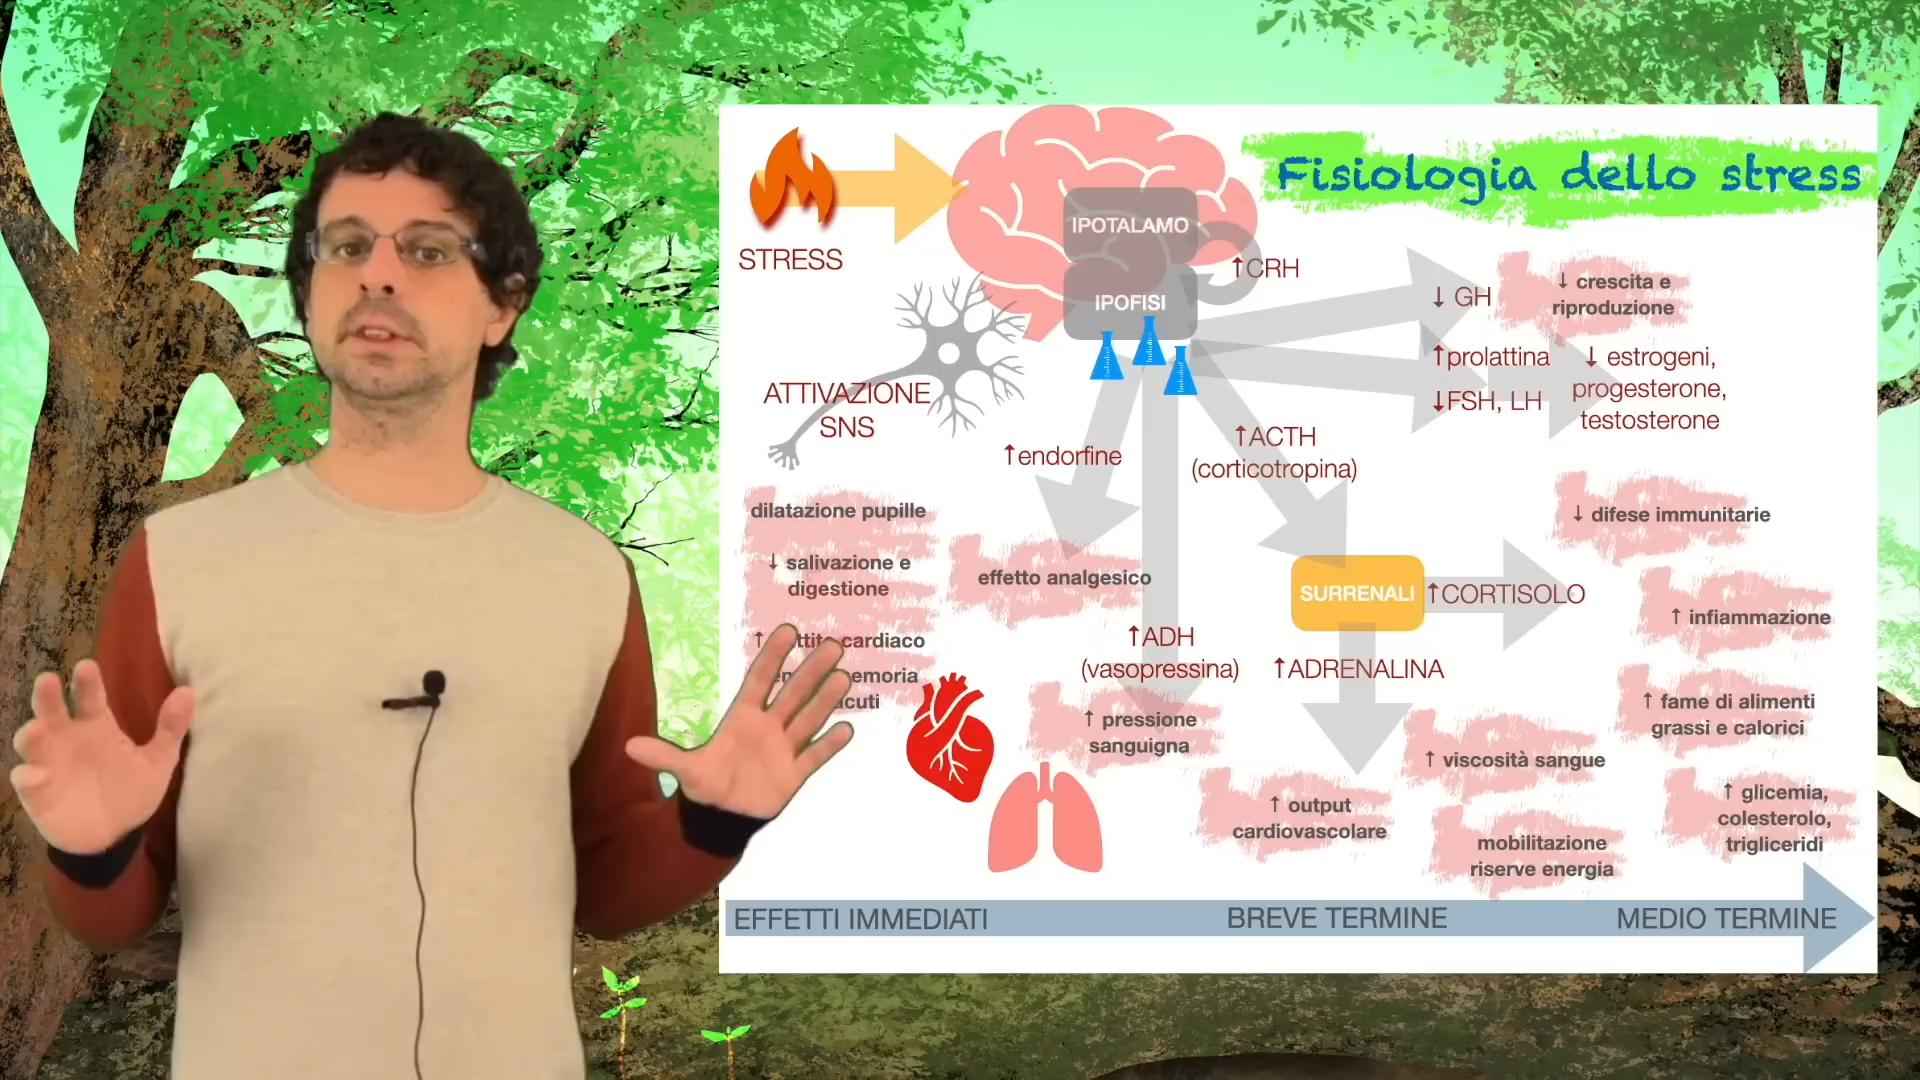 Fisiologia dello stress
STRESS
IPOTALAMO
IPOFISI
↑CRH
↓ GH
↓ crescita e
riproduzione
↑prolattina
↓FSH, LH
↓ estrogeni,
progesterone,
testosterone
ATTIVAZIONE
SNS
↑endorfine
↑ACTH
(corticotropina)
dilatazione pupille
↓ salivazione e
digestione
↑ cardiaco
effetto analgesico
↑ADH
(vasopressina)
↑ pressione
sanguigna
SURRENALI
↑CORTISOLO
↑ADRENALINA
↓ difese immunitarie
↑ infiammazione
↑ fame di alimenti
grassi e calorici
↑ glicemia,
colesterolo,
trigliceridi
↑ viscosità sangue
↑ output
cardiovascolare
mobilitazione
riserve energia
EFFETTI IMMEDIATI
BREVE TERMINE
MEDIO TERMINE